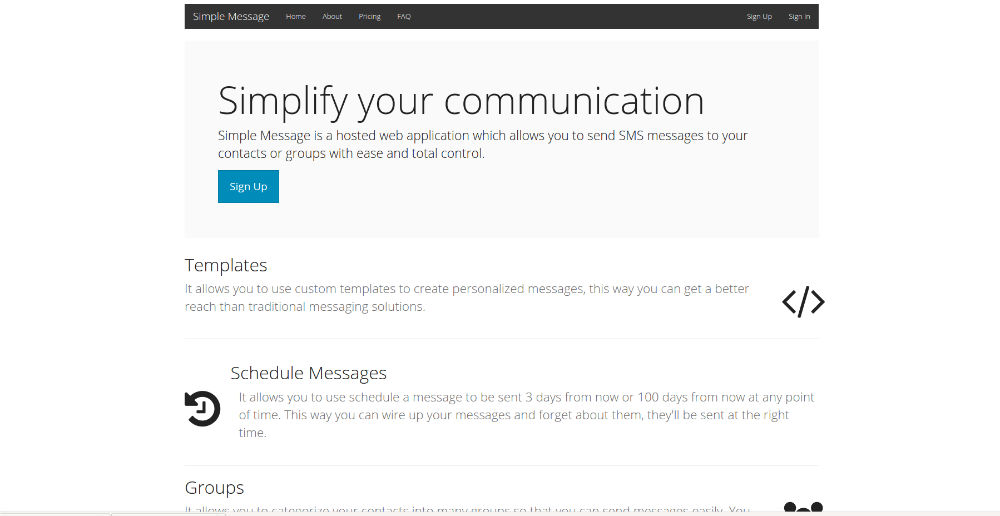 Simple Message Home About Pricing FAQ Sign Up Sign In
Simplify your communication
Simple Message is a hosted web application which allows you to send SMS messages to your
contacts or groups with ease and total control.
Sign Up
Templates
It allows you to use custom templates to create personalized messages, this way you can get a better
reach than traditional messaging solutions.
Schedule Messages
It allows you to use schedule a message to be sent 3 days from now or 100 days from now at any point
of time. This way you can wire up your messages and forget about them, they'll be sent at the right
time.
Groups
It allows you to categorize your contacts into many groups so that you can send messages easily. You